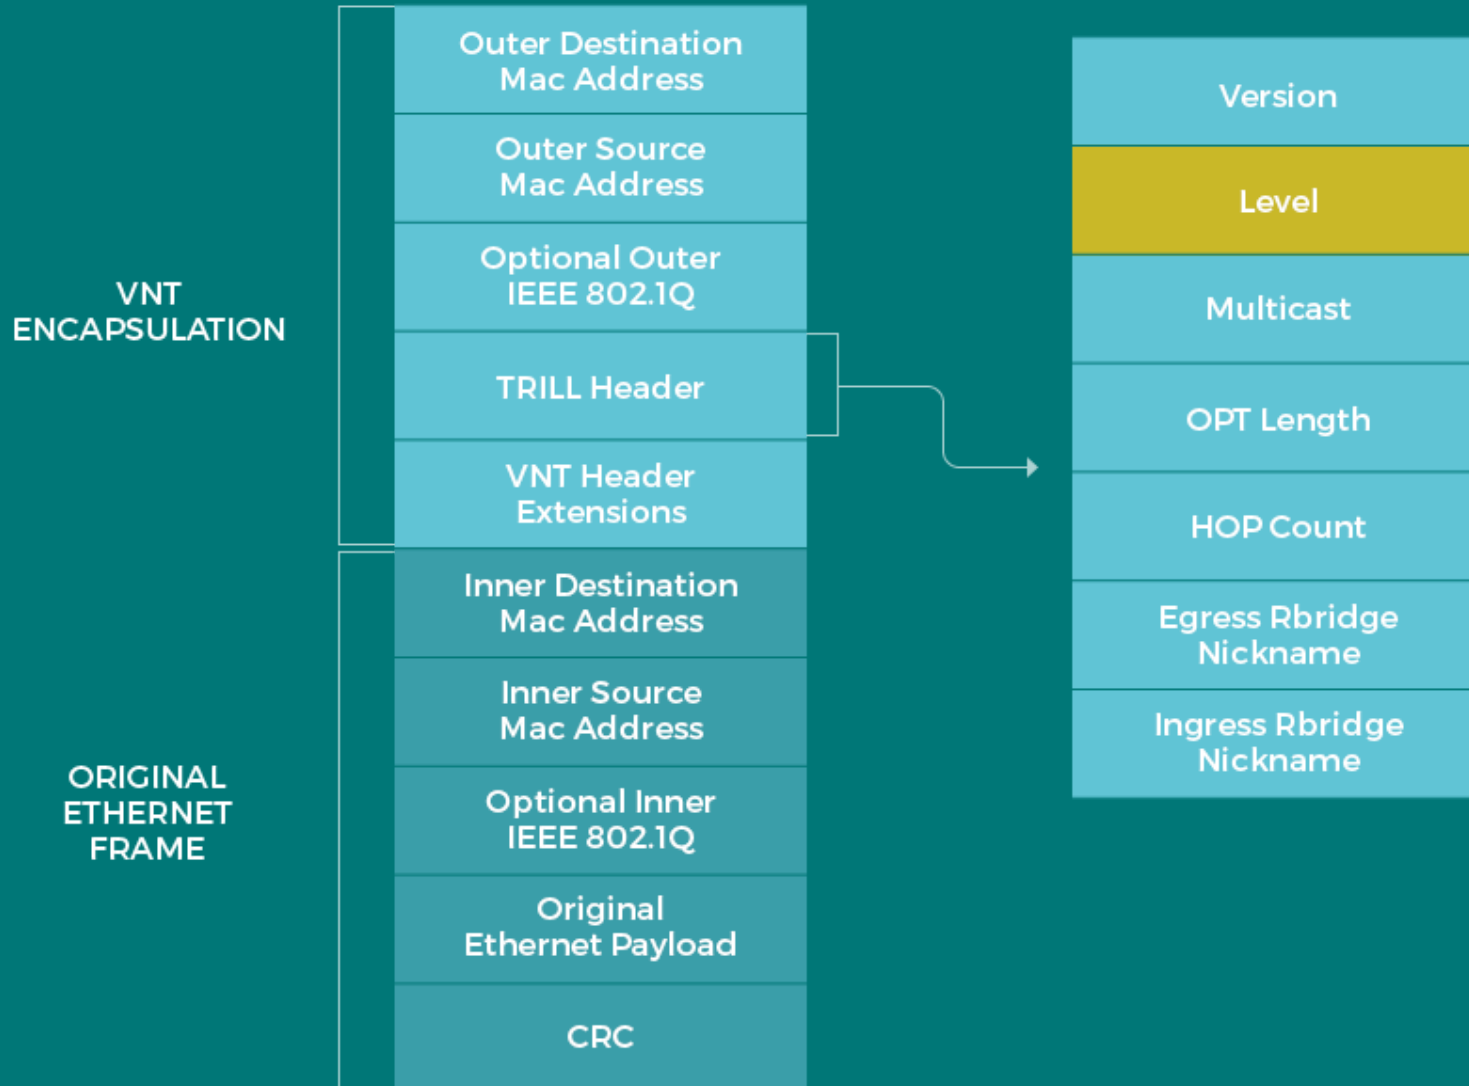 VNT
ENCAPSULATION
Outer Destination
Mac Address
Outer Source
Mac Address
Optional Outer
IEEE 802.1Q
TRILL Header
VNT Header
Extensions
ORIGINAL
ETHERNET
FRAME
Inner Destination
Mac Address
Inner Source
Mac Address
Optional Inner
IEEE 802.1Q
Original
Ethernet Payload
CRC
Version
Level
Multicast
OPT Length
HOP Count
Egress Rbridge
Nickname
Ingress Rbridge
Nickname